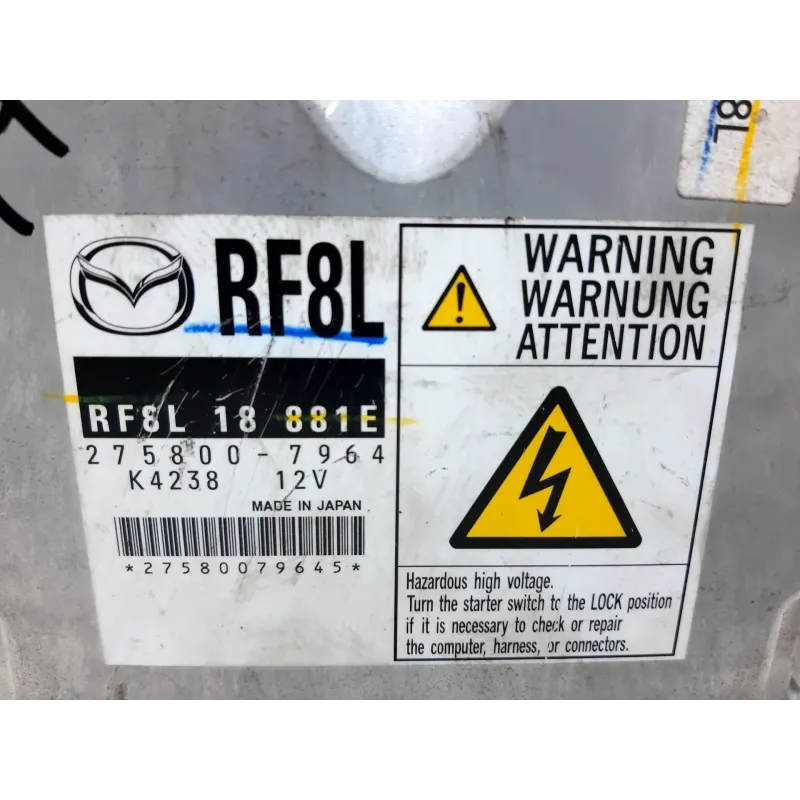 8L
RF8L
RF8L 18 881E
275800-7964
K4238 12V
MADE IN JAPAN
*27580079645*
WARNING
WARNUNG
ATTENTION
Hazardous high voltage.
Turn the starter switch to the LOCK position
if it is necessary to check or repair
the computer, harness, or connectors.